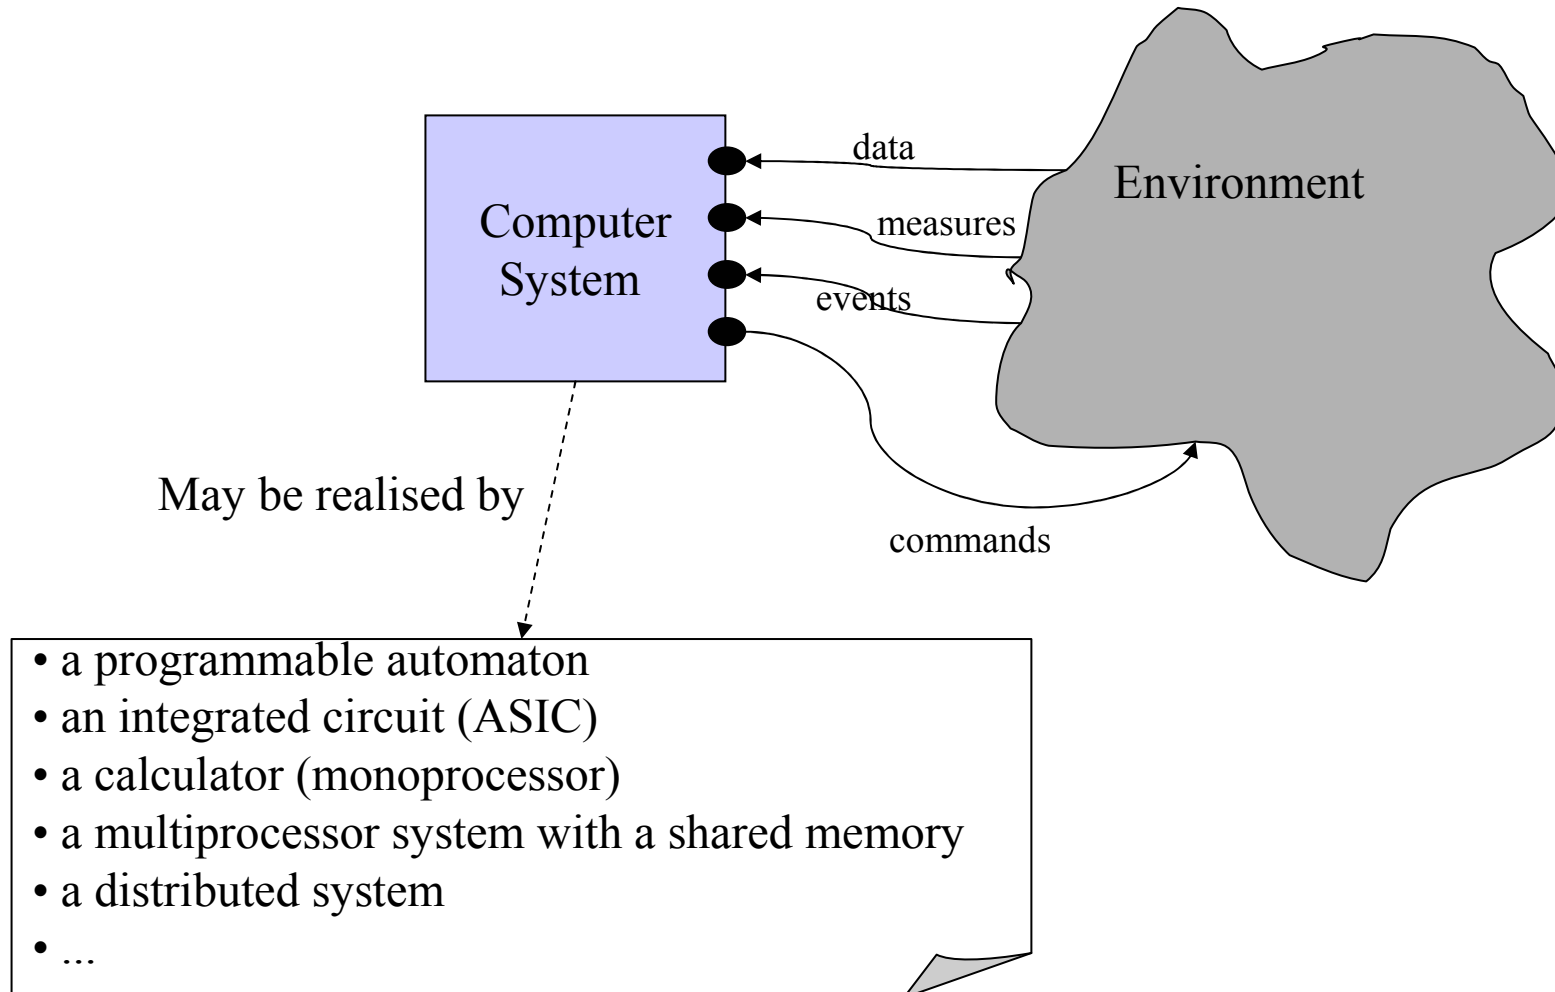 data
Environment
Computer
System
measures
events
May be realised by
commands
• a programmable automaton
• an integrated circuit (ASIC)
• a calculator (monoprocessor)
• a multiprocessor system with a shared memory
• a distributed system
• ...